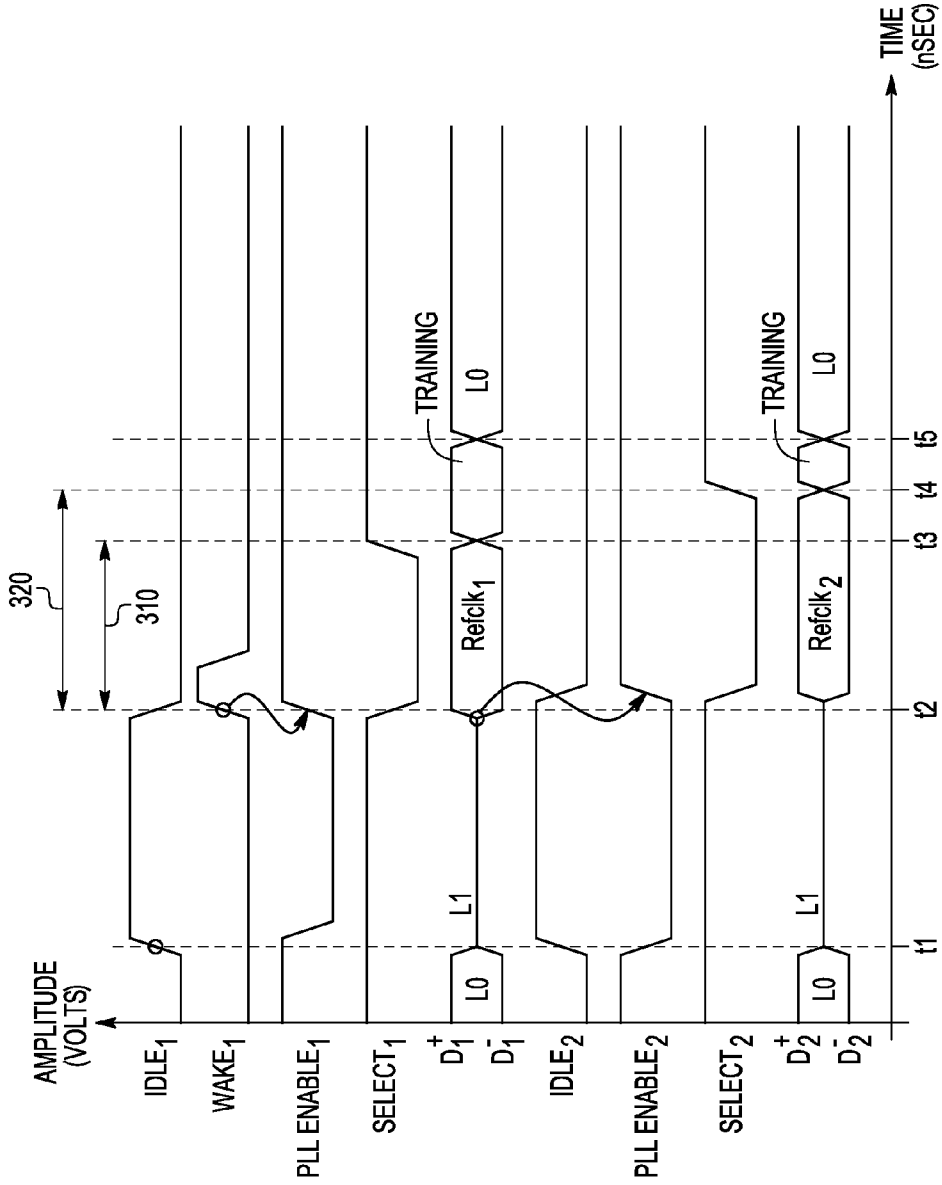 AMPLITUDE
(VOLTS)
320
310
IDLE1
WAKE1
PLL ENABLE1
SELECT1
D1+
D1-
L0
L1
Refclk1
TRAINING
L0
IDLE2
PLL ENABLE2
SELECT2
D2+
D2-
L0
L1
Refclk2
TRAINING
L0
t1
t2
t3
t4
t5
TIME
(nSEC)